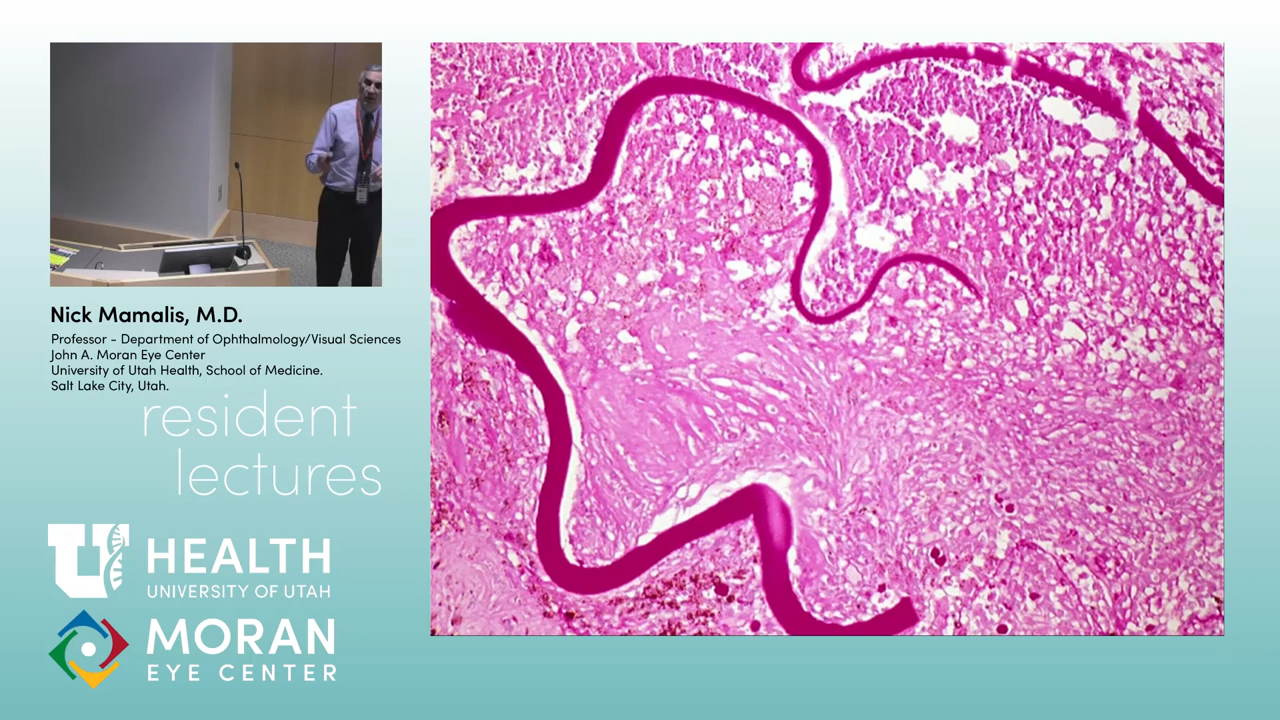 Nick Mamalis, M.D.
Professor - Department of Ophthalmology/Visual Sciences
John A. Moran Eye Center
University of Utah Health, School of Medicine.
Salt Lake City, Utah.
resident
lectures
U HEALTH
UNIVERSITY OF UTAH
MORAN
EYE CENTER